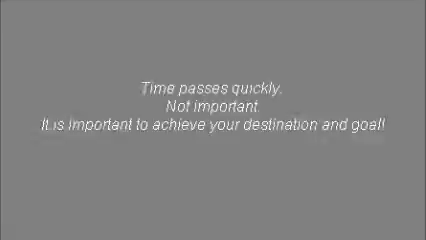 Time passes quickly.
Not important.
It is important to achieve your destination and goal!